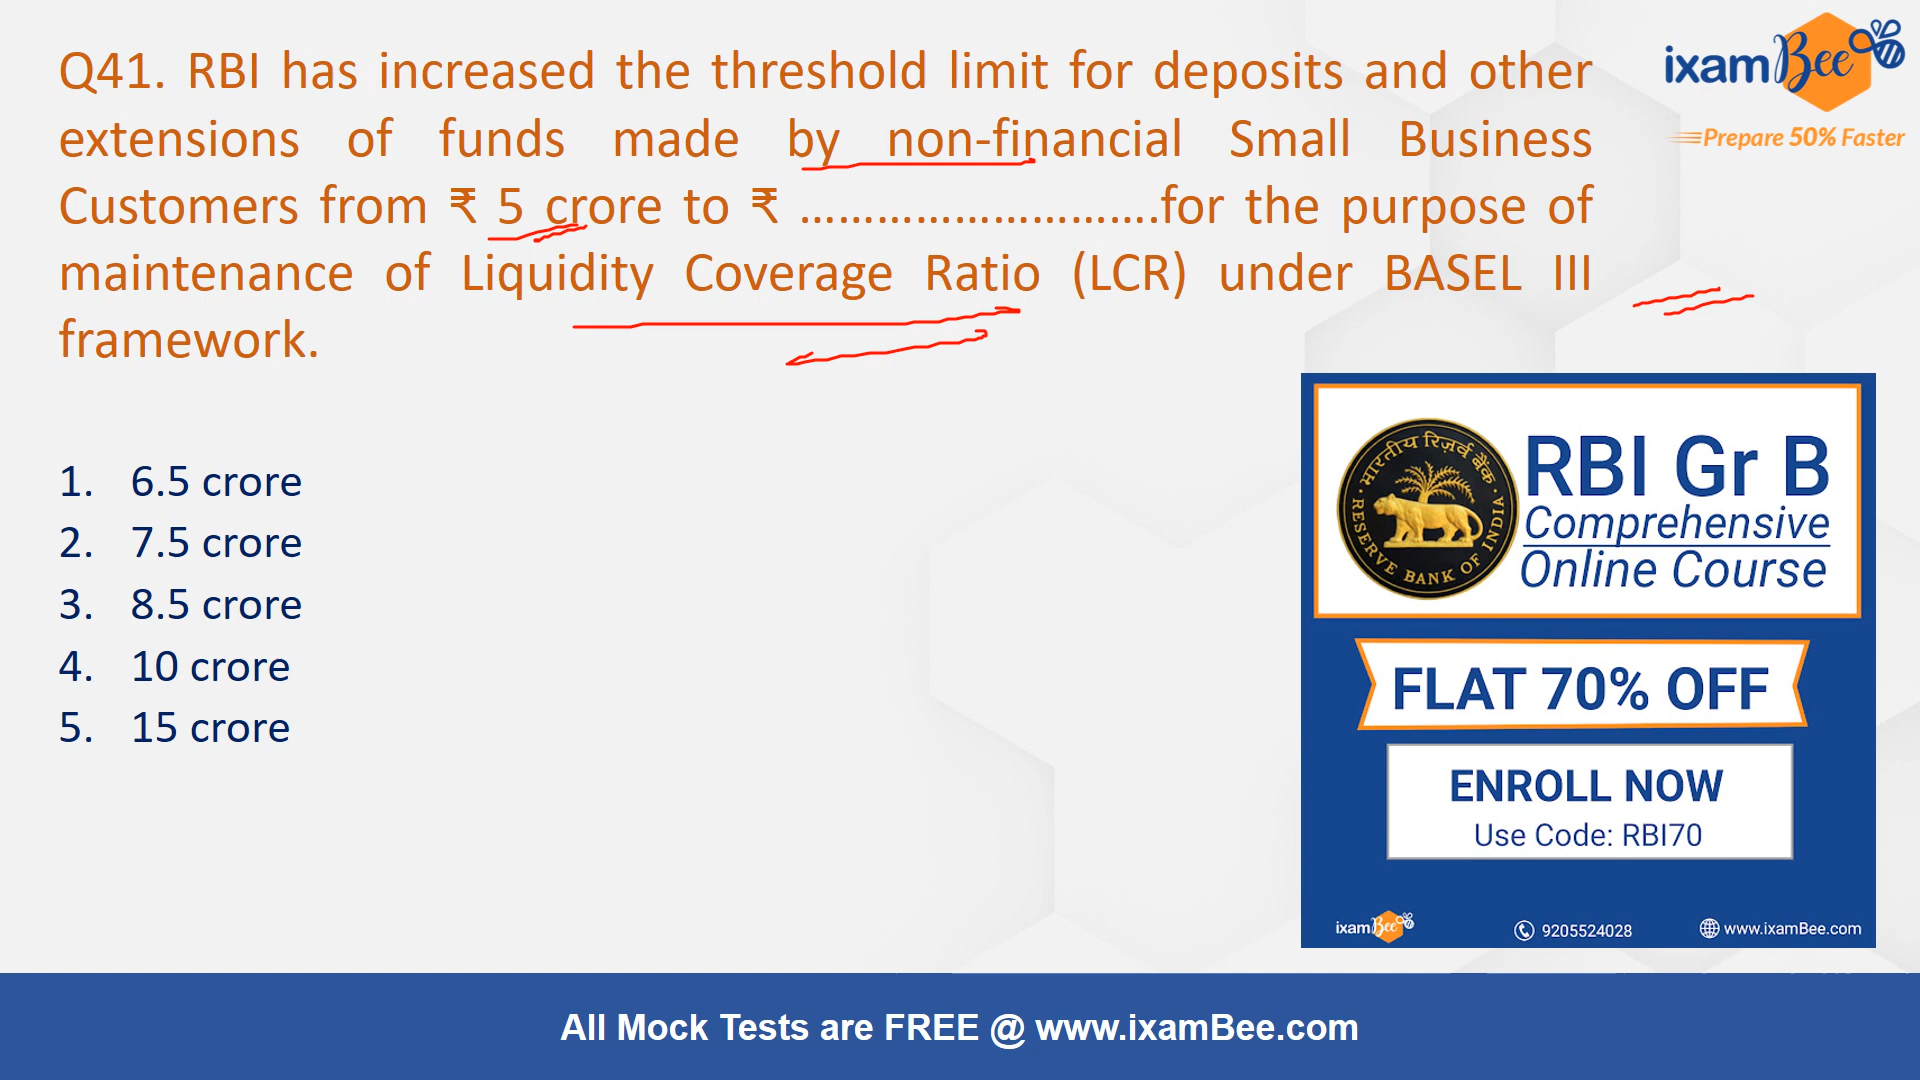 Q41. RBI has increased the threshold limit for deposits and other
extensions of funds made by non-financial Small Business
Customers from ₹ 5 crore to ₹ ............................for the purpose of
maintenance of Liquidity Coverage Ratio (LCR) under BASEL III
framework.
1. 6.5 crore
2. 7.5 crore
3. 8.5 crore
4. 10 crore
5. 15 crore
ixamBee
Prepare 50% Faster
भारतीय रिज़र्व बैंक
RESERVE BANK OF INDIA
RBI Gr B
Comprehensive
Online Course
FLAT 70% OFF
ENROLL NOW
Use Code: RBI70
ixamBee
9205524028
www.ixamBee.com
All Mock Tests are FREE @ www.ixamBee.com